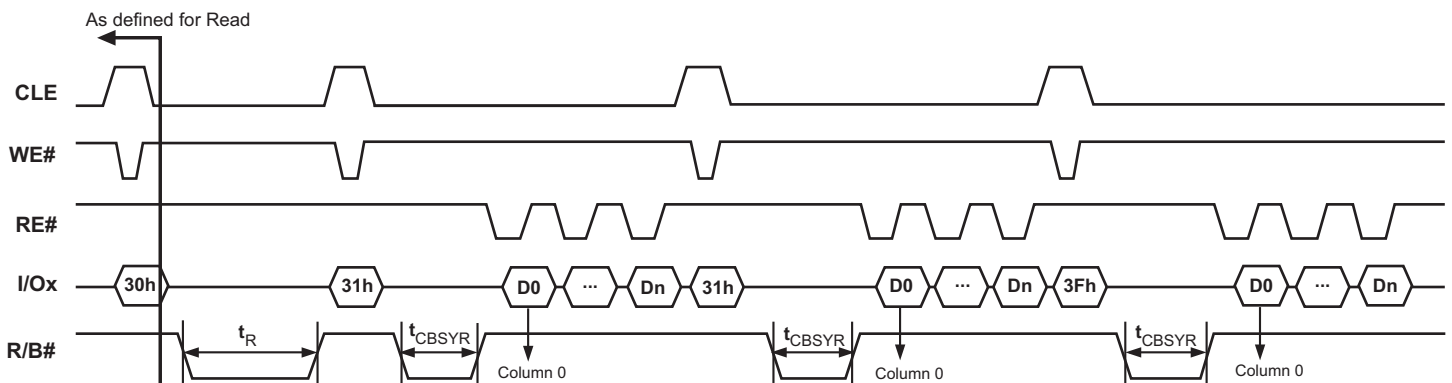 As defined for Read
CLE
WE#
RE#
I/Ox 30h 31h D0 ... Dn 31h D0 ... Dn 3Fh D0 ... Dn
R/B# tR tCBSYR tCBSYR tCBSYR
Column 0 Column 0 Column 0